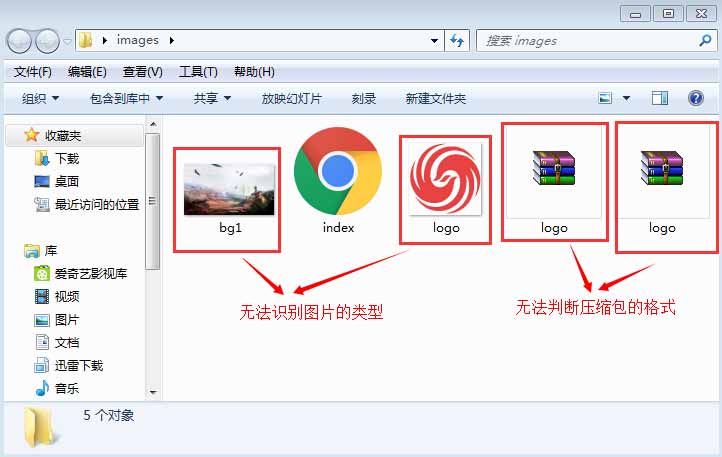 images
搜索 images
文件(F) 编辑(E) 查看(V) 工具(T) 帮助(H)
组织 包含到库中 共享 放映幻灯片 刻录 新建文件夹
收藏夹
下载
桌面
最近访问的位置
库
爱奇艺影视库
视频
图片
文档
迅雷下载
音乐
bg1 index logo logo logo
无法识别图片的类型
无法判断压缩包的格式
5 个对象